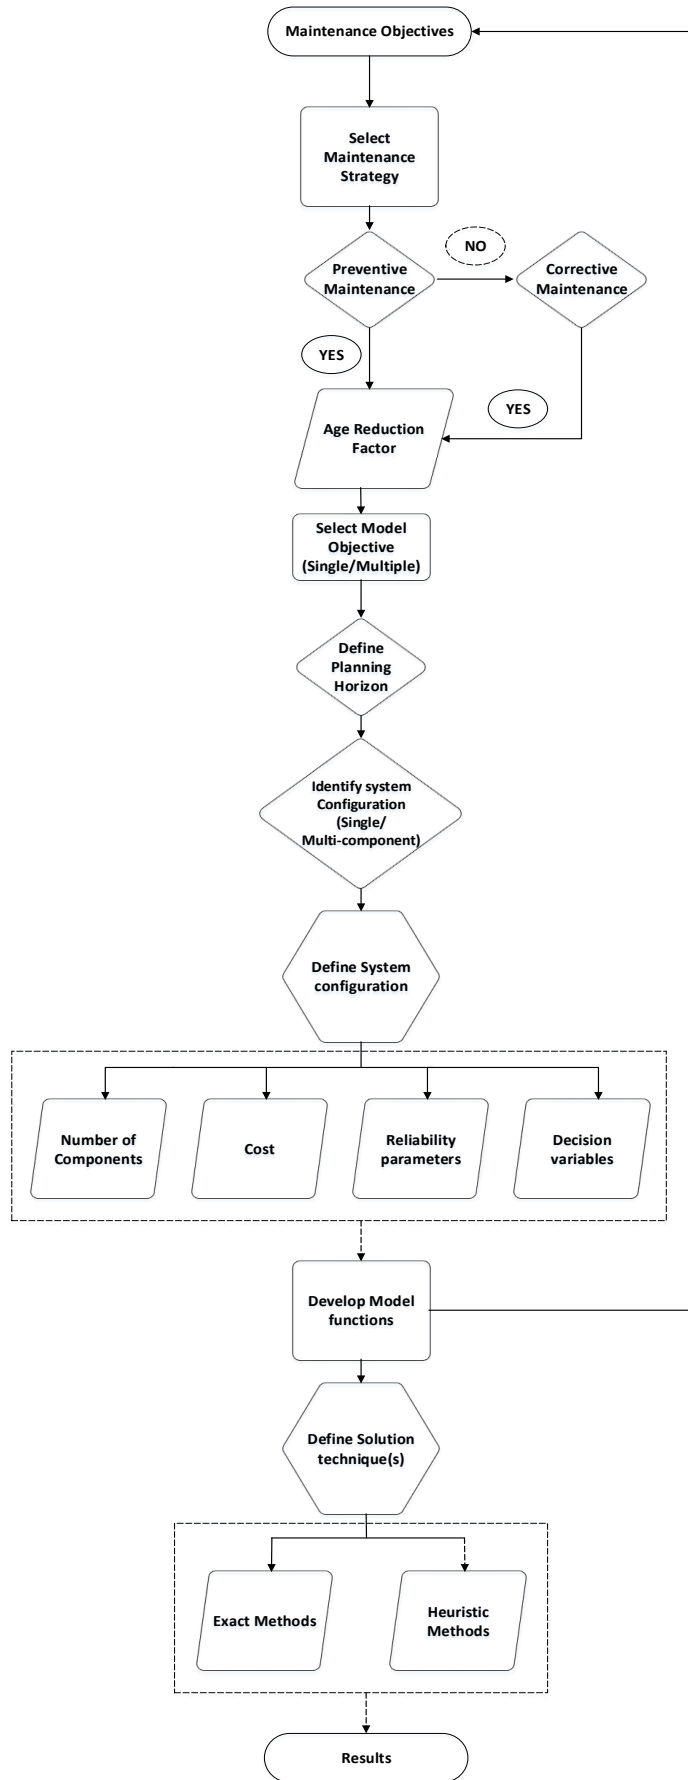 Maintenance Objectives
Select
Maintenance
Strategy
Preventive
Maintenance
NO
Corrective
Maintenance
YES
YES
Age Reduction
Factor
Select Model
Objective
(Single/Multiple)
Define
Planning
Horizon
Identify system
Configuration
(Single/
Multi-component)
Define System
configuration
Number of
Components
Cost
Reliability
parameters
Decision
variables
Develop Model
functions
Define Solution
technique(s)
Exact Methods
Heuristic
Methods
Results